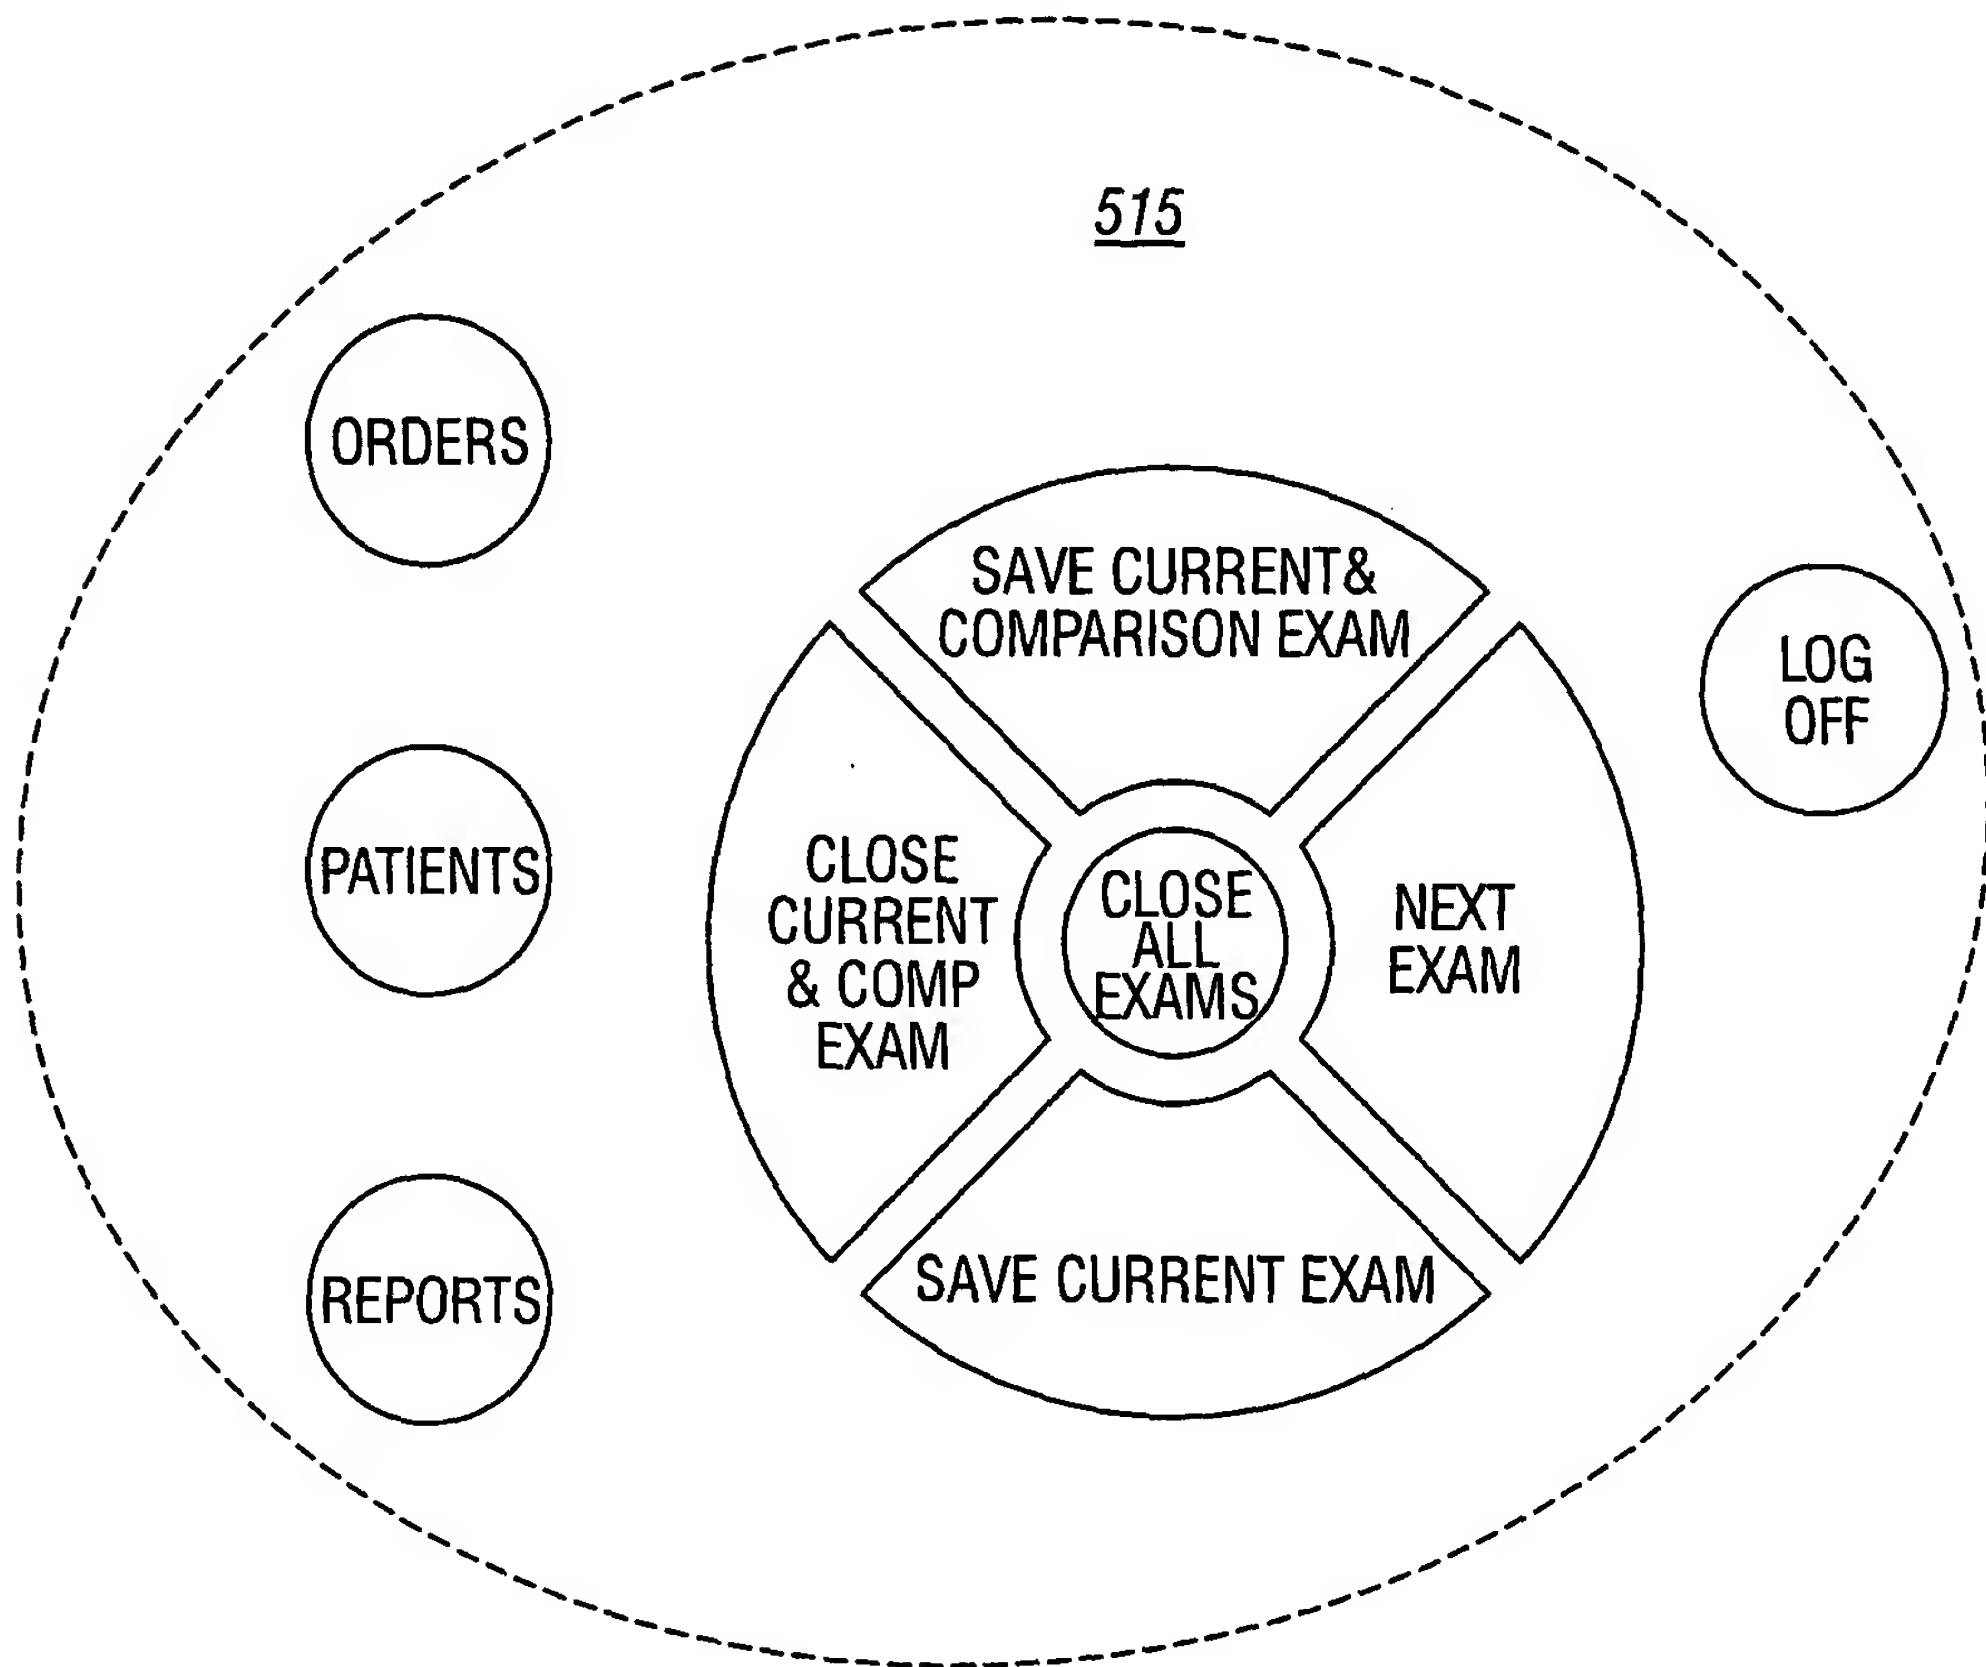 515
ORDERS
SAVE CURRENT&
COMPARISON EXAM
LOG
OFF
PATIENTS
CLOSE
CURRENT
& COMP
EXAM
CLOSE
ALL
EXAMS
NEXT
EXAM
REPORTS
SAVE CURRENT EXAM